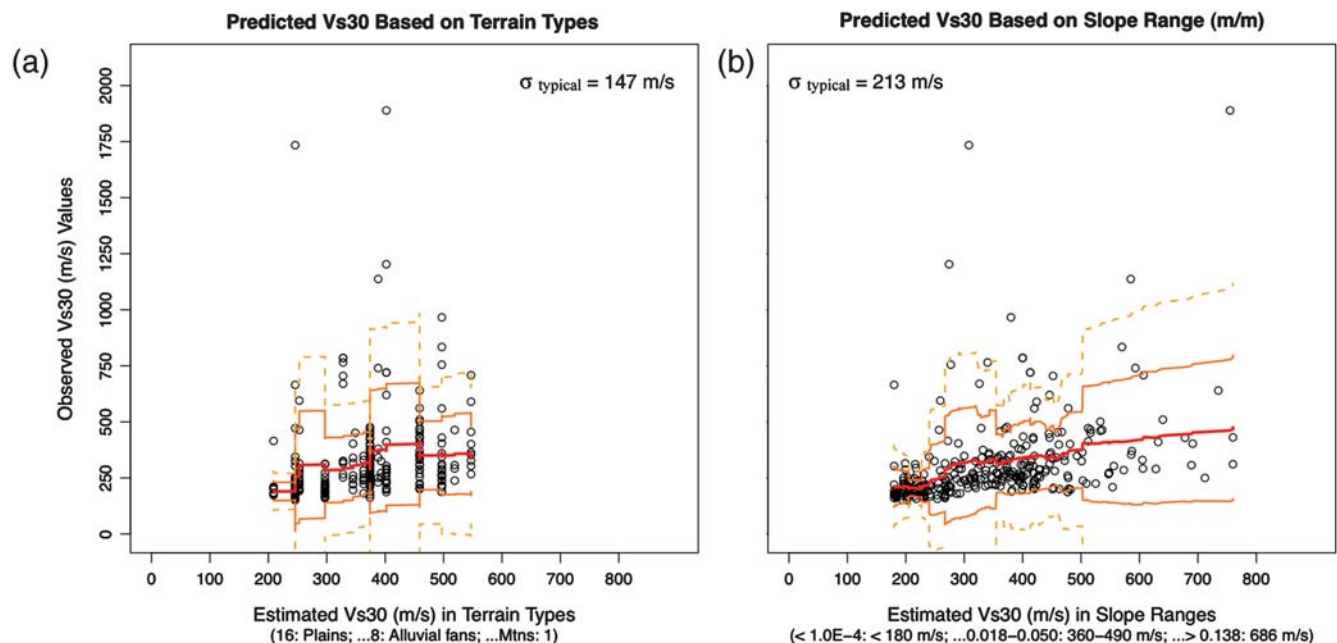 Predicted Vs30 Based on Terrain Types
(a)
σ typical = 147 m/s
Observed Vs30 (m/s) Values
2000
1750
1500
1250
1000
750
500
250
0
0 100 200 300 400 500 600 700 800
Estimated Vs30 (m/s) in Terrain Types
(16: Plains; ...8: Alluvial fans; ...Mtns: 1)
Predicted Vs30 Based on Slope Range (m/m)
(b)
σ typical = 213 m/s
0 100 200 300 400 500 600 700 800
Estimated Vs30 (m/s) in Slope Ranges
(< 1.0E−4: < 180 m/s; ...0.018−0.050: 360−490 m/s; ...> 0.138: 686 m/s)